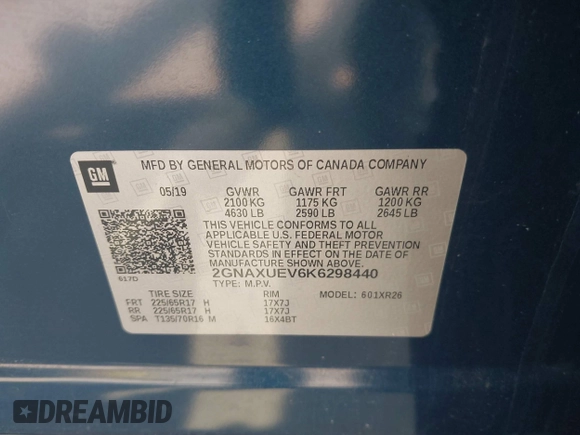 GM
MFD BY GENERAL MOTORS OF CANADA COMPANY
05/19 GVWR GAWR FRT GAWR RR
2100 KG 1175 KG 1200 KG
4630 LB 2590 LB 2645 LB
THIS VEHICLE CONFORMS TO ALL
APPLICABLE U.S. FEDERAL MOTOR
VEHICLE SAFETY AND THEFT PREVENTION
STANDARDS IN EFFECT ON THE DATE OF
MANUFACTURE SHOWN ABOVE.
2GNAXUEV6K6298440
617D TYPE: M.P.V.
TIRE SIZE RIM MODEL: 601XR26
FRT 225/65R17 H 17X7J
RR 225/65R17 H 17X7J
SPA T135/70R16 M 16X4BT
DREAMBID